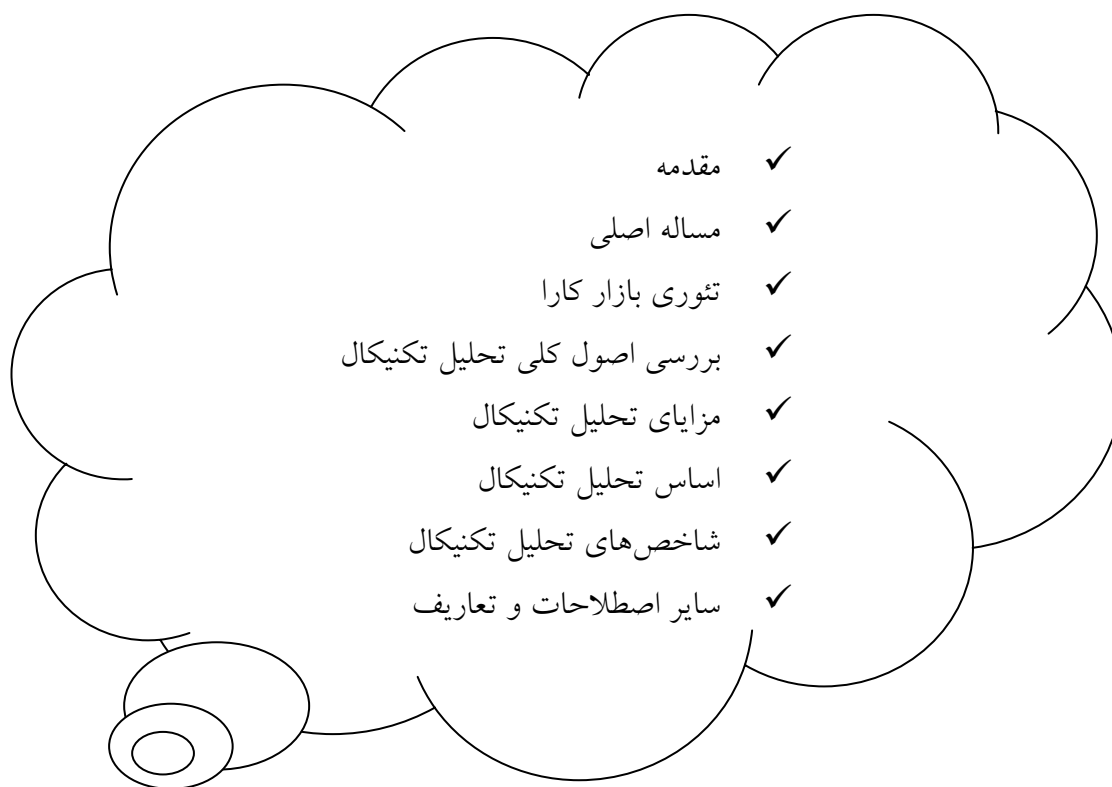 ✓ مقدمه
✓ مساله اصلی
✓ تئوری بازار کارا
✓ بررسی اصول کلی تحلیل تکنیکال
✓ مزایای تحلیل تکنیکال
✓ اساس تحلیل تکنیکال
✓ شاخص‌های تحلیل تکنیکال
✓ سایر اصطلاحات و تعاریف